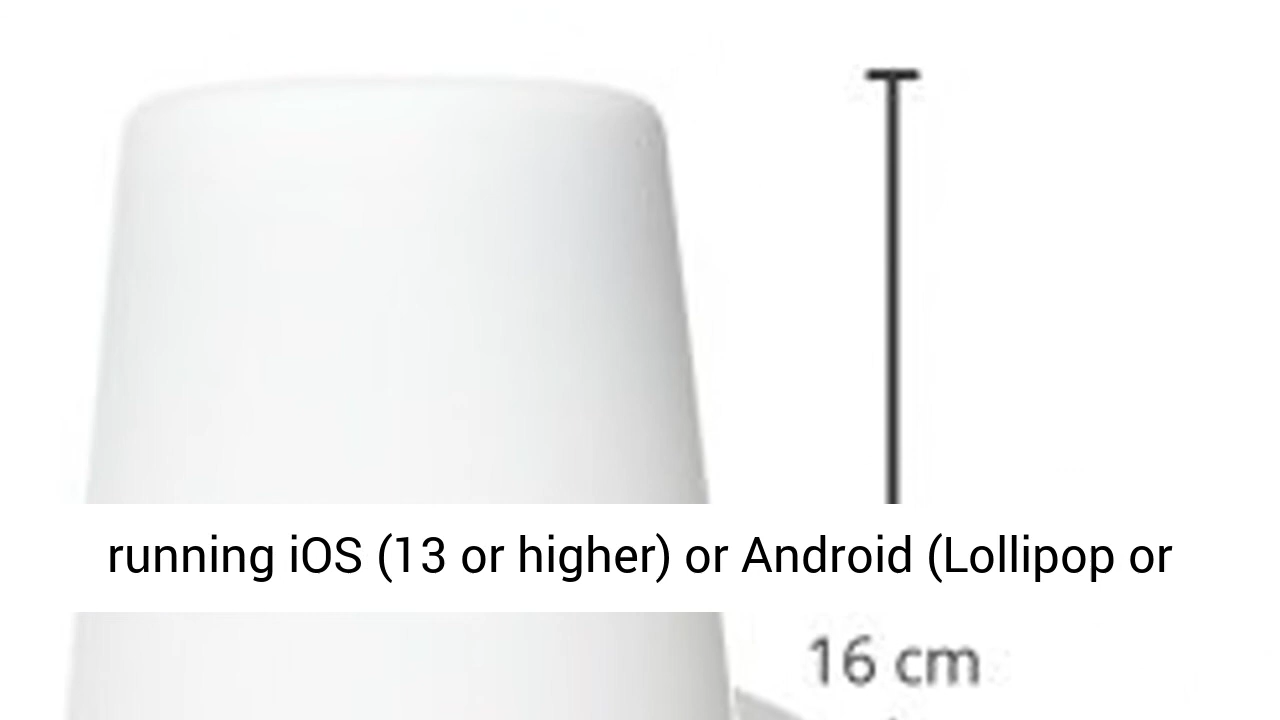 running iOS (13 or higher) or Android (Lollipop or
16 cm